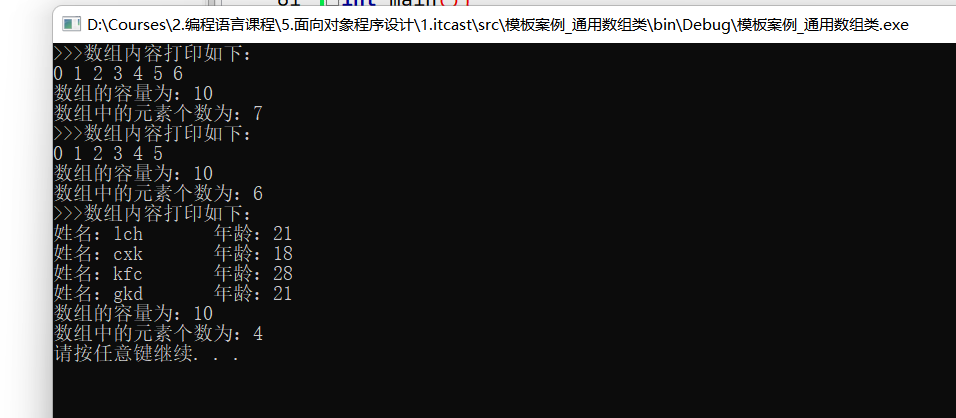 81 int main()
D:\Courses\2.编程语言课程\5.面向对象程序设计\1.itcast\src\模板案例_通用数组类\bin\Debug\模板案例_通用数组类.exe
>>>数组内容打印如下：
0 1 2 3 4 5 6
数组的容量为：10
数组中的元素个数为：7
>>>数组内容打印如下：
0 1 2 3 4 5
数组的容量为：10
数组中的元素个数为：6
>>>数组内容打印如下：
姓名：lch 年龄：21
姓名：cxk 年龄：18
姓名：kfc 年龄：28
姓名：gkd 年龄：21
数组的容量为：10
数组中的元素个数为：4
请按任意键继续. . .